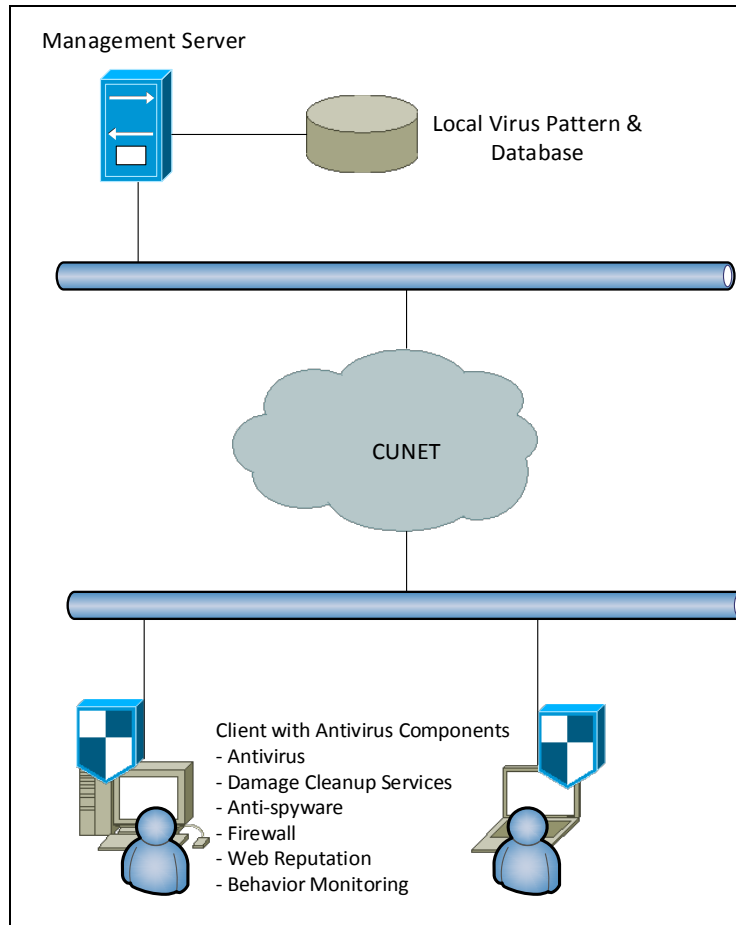 Management Server
Local Virus Pattern &
Database
CUNET
Client with Antivirus Components
- Antivirus
- Damage Cleanup Services
- Anti-spyware
- Firewall
- Web Reputation
- Behavior Monitoring